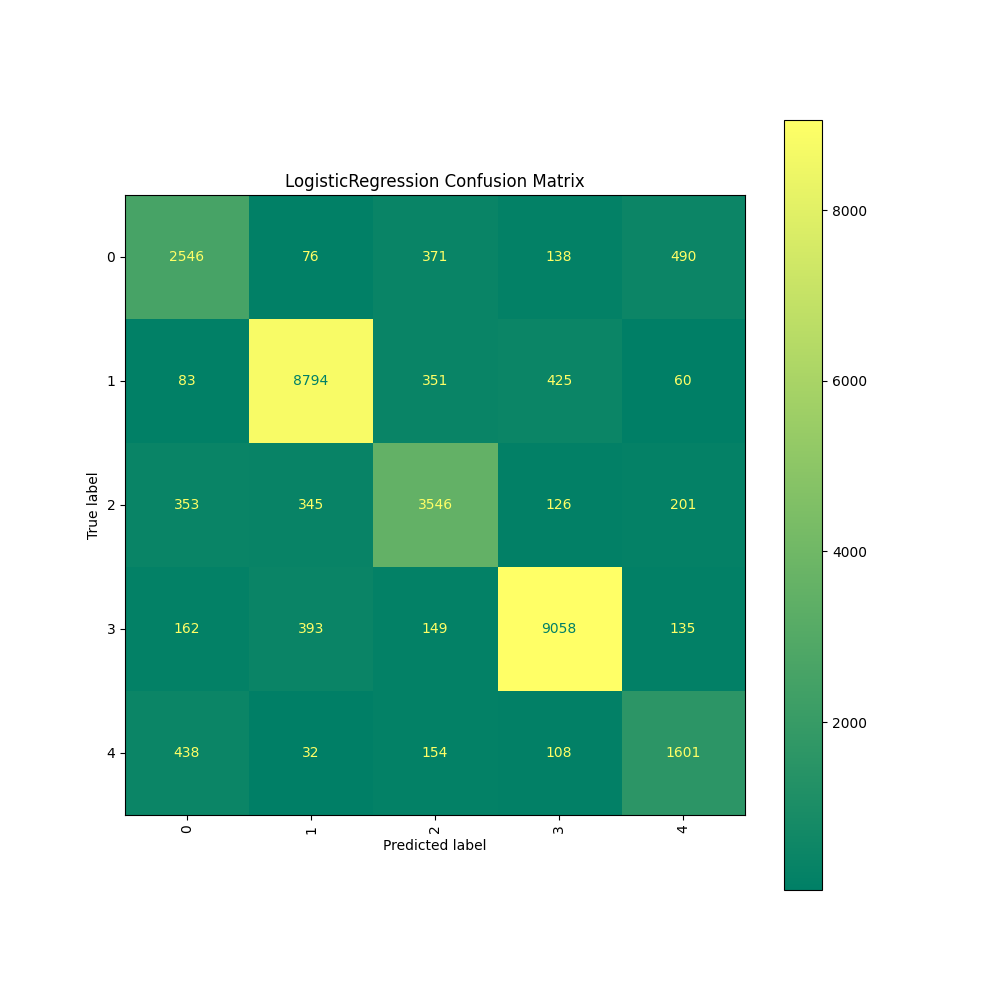 LogisticRegression Confusion Matrix
8000
6000
4000
2000
True label
0 2546 76 371 138 490
1 83 8794 351 425 60
2 353 345 3546 126 201
3 162 393 149 9058 135
4 438 32 154 108 1601
0 1 2 3 4
Predicted label